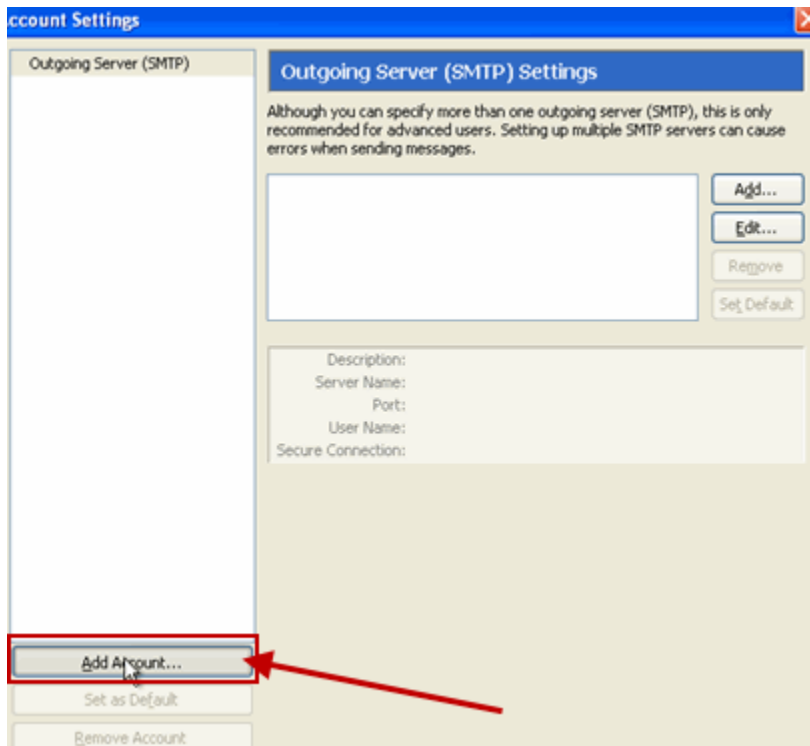 ccount Settings
Outgoing Server (SMTP)
Outgoing Server (SMTP) Settings
Although you can specify more than one outgoing server (SMTP), this is only
recommended for advanced users. Setting up multiple SMTP servers can cause
errors when sending messages.
Add...
Edit...
Remove
Set Default
Description:
Server Name:
Port:
User Name:
Secure Connection:
Add Account...
Set as Default
Remove Account